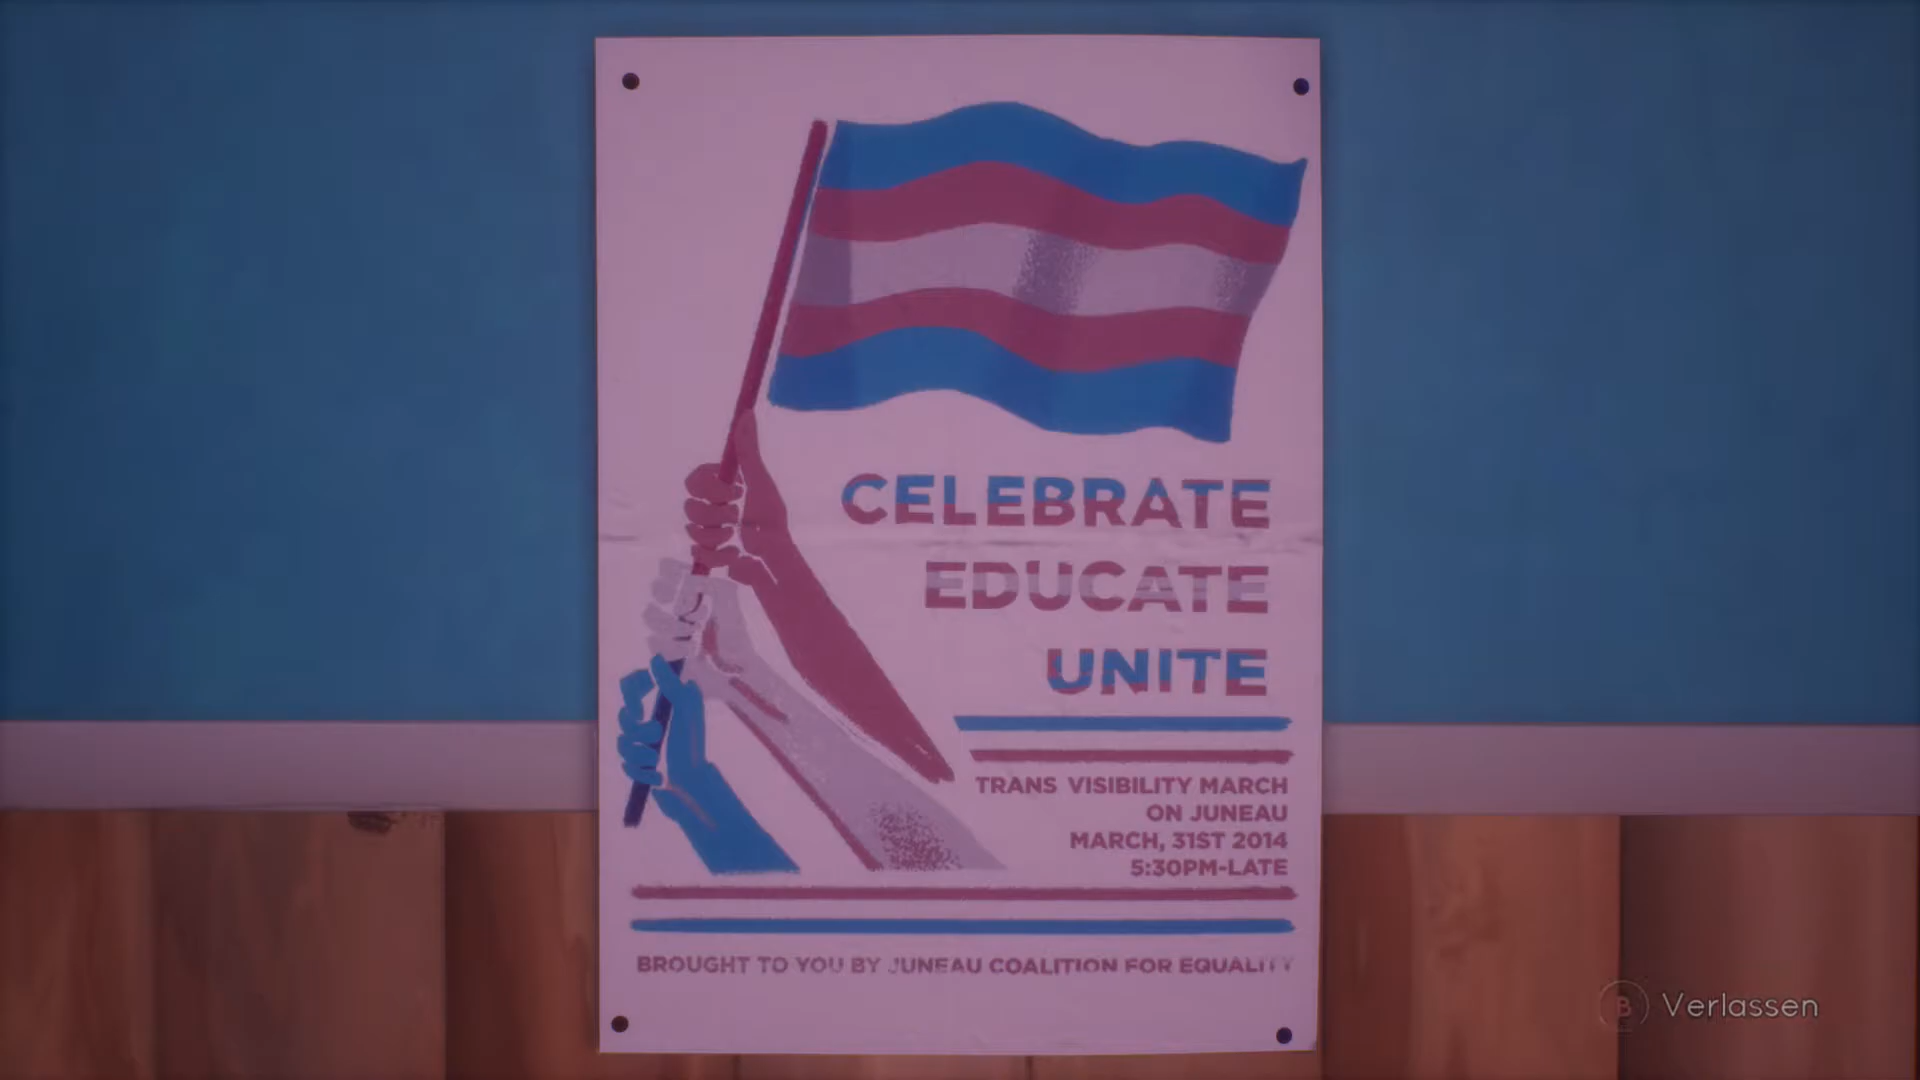 CELEBRATE
EDUCATE
UNITE
TRANS VISIBILITY MARCH
ON JUNEAU
MARCH, 31ST 2014
5:30PM-LATE
BROUGHT TO YOU BY JUNEAU COALITION FOR EQUALITY
B Verlassen